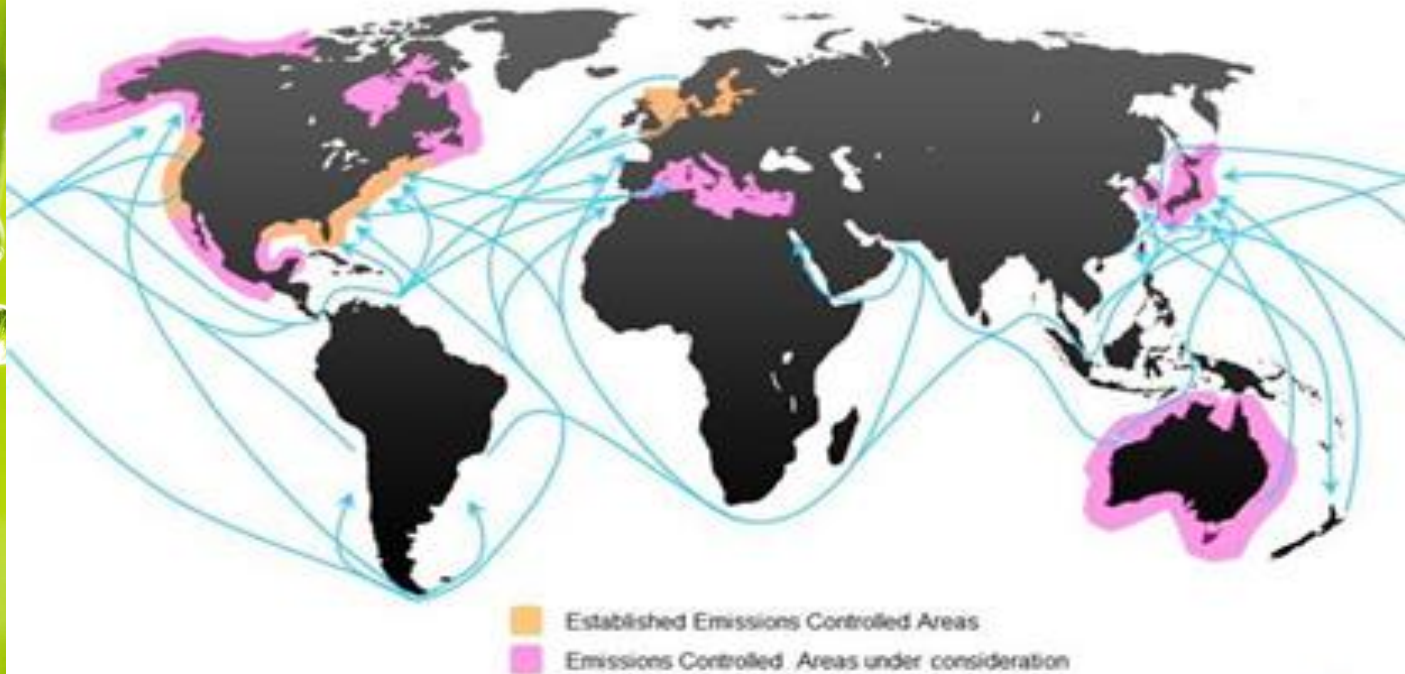 Established Emissions Controlled Areas
Emissions Controlled Areas under consideration